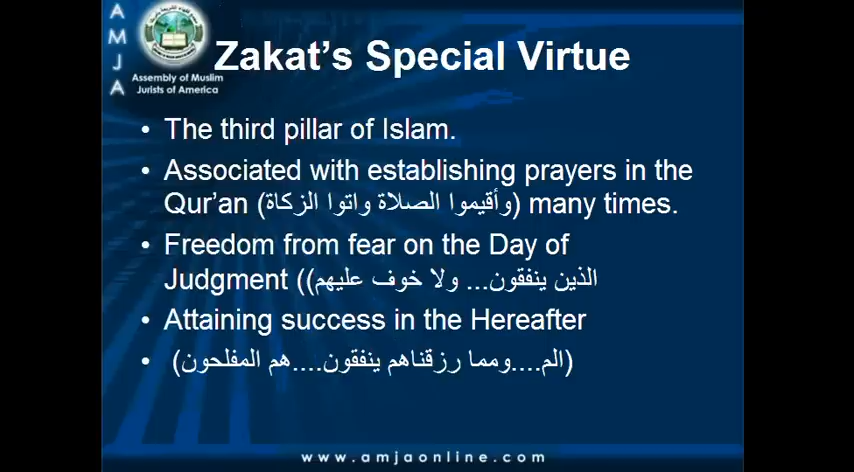 A
M
J
A
Assembly of Muslim
Jurists of America
Zakat's Special Virtue
• The third pillar of Islam.
• Associated with establishing prayers in the
Qur'an (وأقيموا الصلاة واتوا الزكاة) many times.
• Freedom from fear on the Day of
Judgment ((الذين ينفقون... ولا خوف عليهم
• Attaining success in the Hereafter
• (الم....ومما رزقناهم ينفقون....هم المفلحون)
www.amjaonline.com